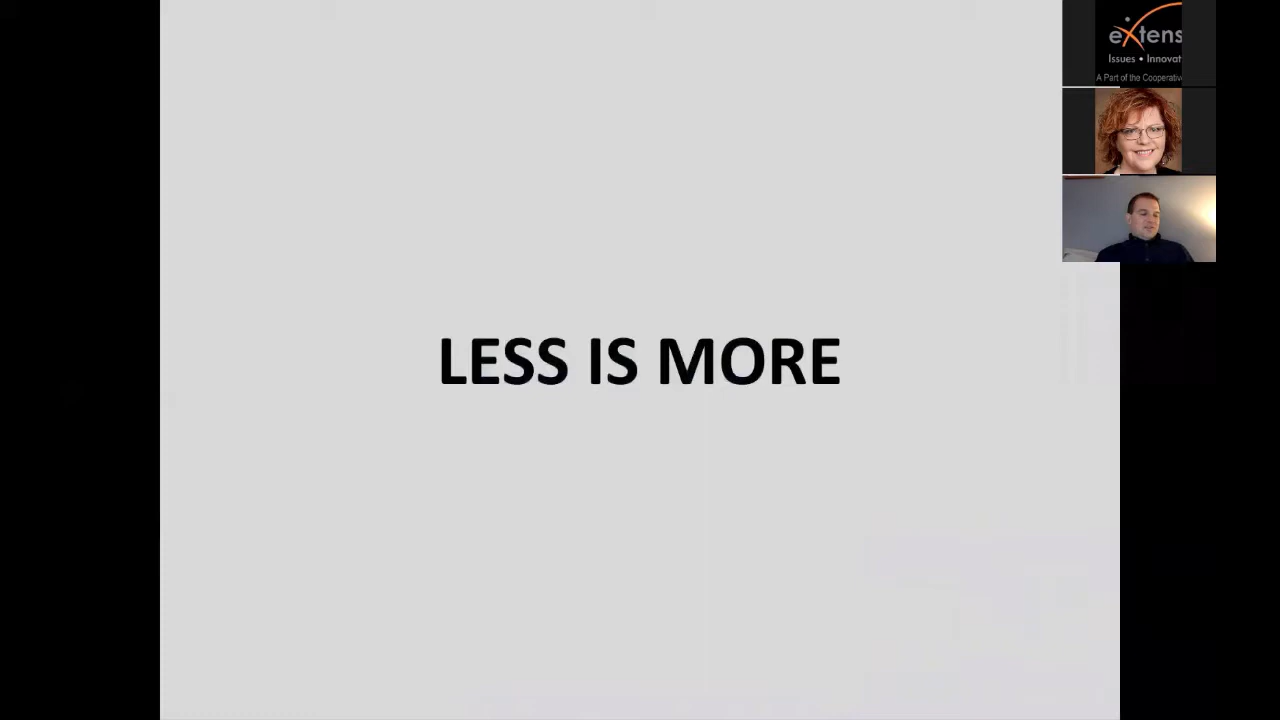 LESS IS MORE
extens
Issues • Innovat
A Part of the Cooperativ